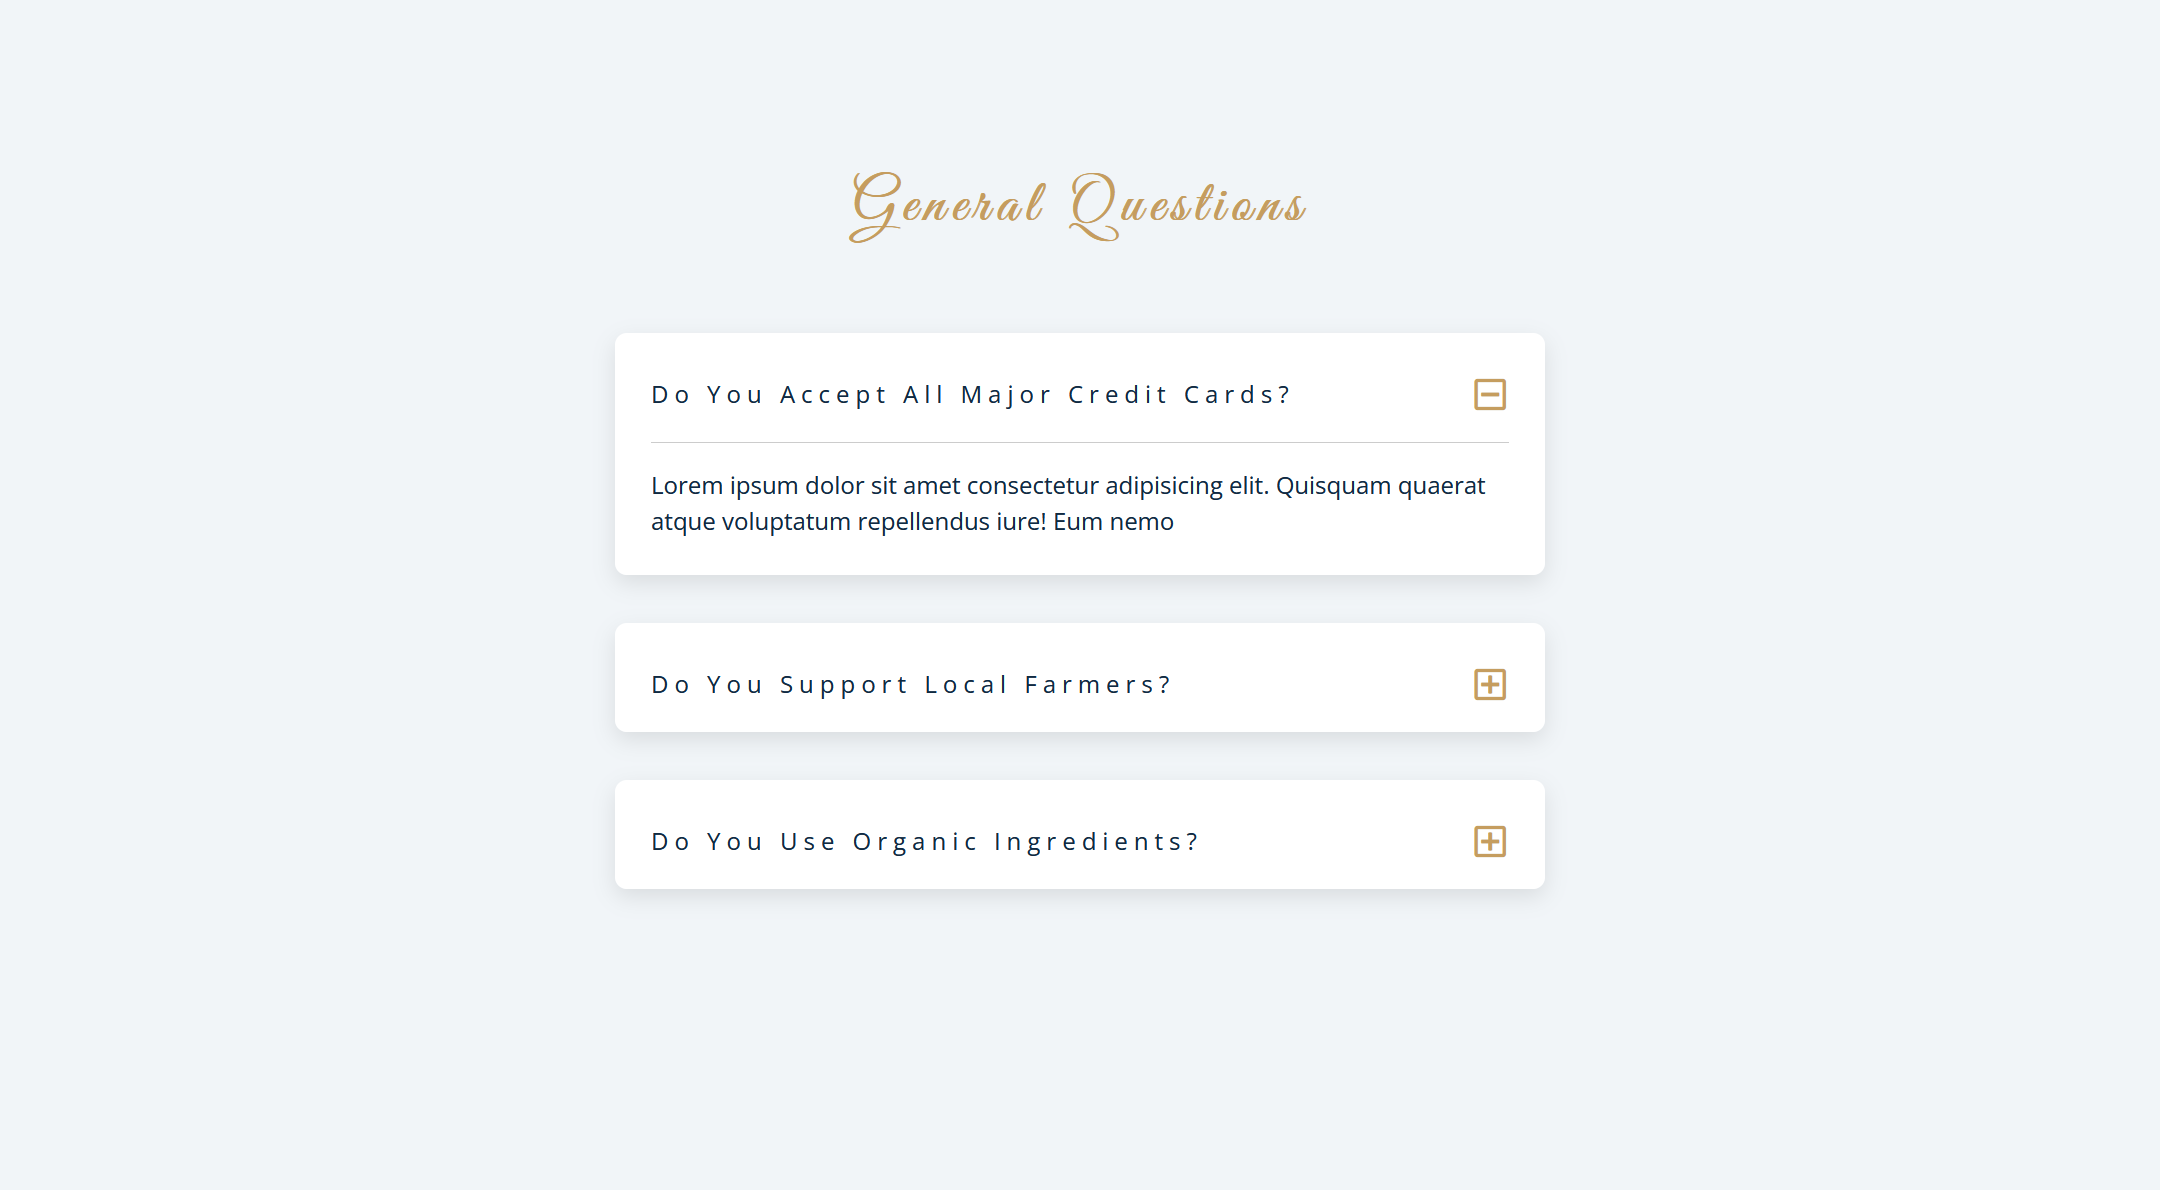 General Questions
Do You Accept All Major Credit Cards?
Lorem ipsum dolor sit amet consectetur adipisicing elit. Quisquam quaerat
atque voluptatum repellendus iure! Eum nemo
Do You Support Local Farmers?
Do You Use Organic Ingredients?